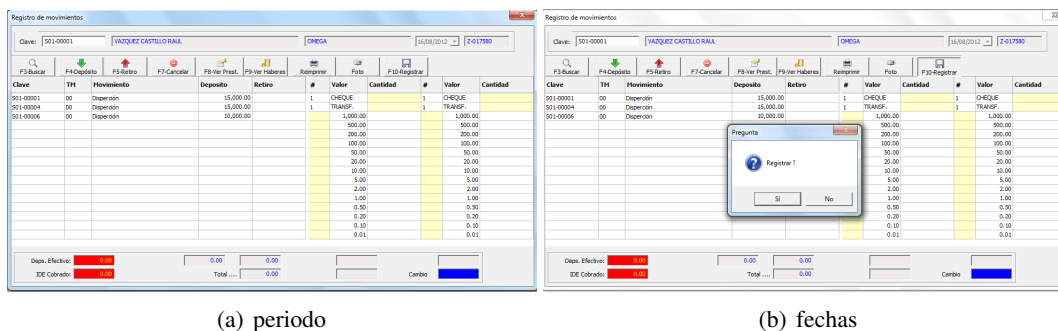 Registro de movimientos
Clave: S01-00001 VAZQUEZ CASTILLO RAUL OMEGA 16/08/2012 Z-017580
F3-Buscar F4-Depósito F5-Retiro F7-Cancelar F8-Ver Prest. F9-Ver Haberes Reimprimir Foto F10-Registrar
Clave TM Movimiento Deposito Retiro # Valor Cantidad # Valor Cantidad
S01-00001 00 Disperción 15,000.00 1 CHEQUE 1 CHEQUE
S01-00004 00 Disperción 15,000.00 1 TRANSF. 1 TRANSF.
S01-00006 00 Disperción 10,000.00 1,000.00 1,000.00
500.00 500.00
200.00 200.00
100.00 100.00
50.00 50.00
20.00 20.00
10.00 10.00
5.00 5.00
2.00 2.00
1.00 1.00
0.50 0.50
0.20 0.20
0.10 0.10
0.01 0.01
Deps. Efectivo: 0.00 0.00 0.00
IDE Cobrado: 0.00 Total .... 0.00 Cambio
(a) periodo
Registro de movimientos
Clave: S01-00001 VAZQUEZ CASTILLO RAUL OMEGA 16/08/2012 Z-017580
F3-Buscar F4-Depósito F5-Retiro F7-Cancelar F8-Ver Prest. F9-Ver Haberes Reimprimir Foto F10-Registrar
Clave TM Movimiento Deposito Retiro # Valor Cantidad # Valor Cantidad
S01-00001 00 Disperción 15,000.00 1 CHEQUE 1 CHEQUE
S01-00004 00 Disperción 15,000.00 1 TRANSF. 1 TRANSF.
S01-00006 00 Disperción 10,000.00 1,000.00 1,000.00
500.00 500.00
200.00 200.00
100.00 100.00
50.00 50.00
20.00 20.00
10.00 10.00
5.00 5.00
2.00 2.00
1.00 1.00
0.50 0.50
0.20 0.20
0.10 0.10
0.01 0.01
Pregunta
Registrar ?
Si No
Deps. Efectivo: 0.00 0.00 0.00
IDE Cobrado: 0.00 Total .... 0.00 Cambio
(b) fechas